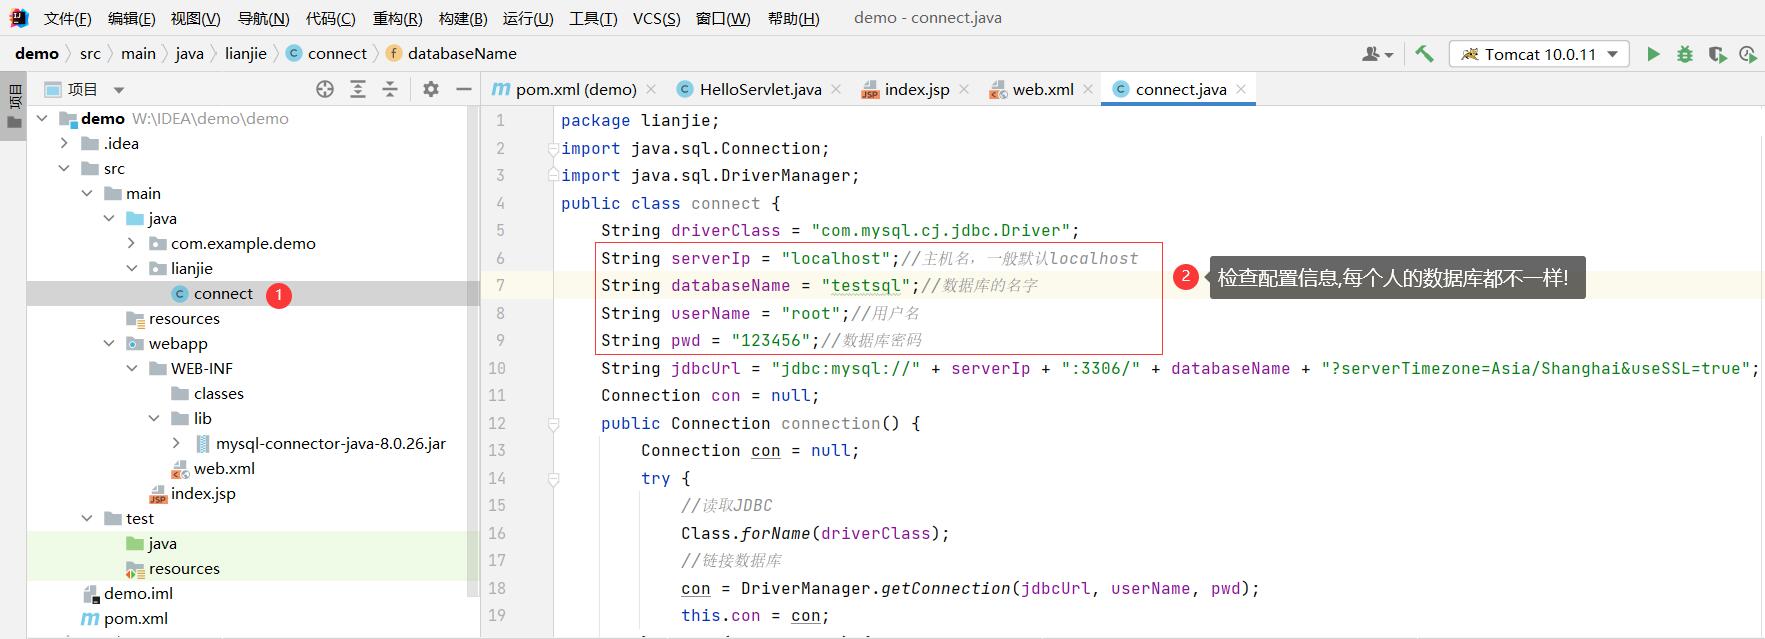 文件(F) 编辑(E) 视图(V) 导航(N) 代码(C) 重构(R) 构建(B) 运行(U) 工具(T) VCS(S) 窗口(W) 帮助(H) demo - connect.java
demo src main java lianjie C connect f databaseName
Tomcat 10.0.11
项目
项目
m pom.xml (demo) C HelloServlet.java JSP index.jsp web.xml C connect.java
demo W:\IDEA\demo\demo
.idea
src
main
java
com.example.demo
lianjie
C connect 1
resources
webapp
WEB-INF
classes
lib
mysql-connector-java-8.0.26.jar
web.xml
JSP index.jsp
test
java
resources
demo.iml
m pom.xml
1 package lianjie;
2 import java.sql.Connection;
3 import java.sql.DriverManager;
4 public class connect {
5 String driverClass = "com.mysql.cj.jdbc.Driver";
6 String serverIp = "localhost";//主机名，一般默认localhost
7 String databaseName = "testsql";//数据库的名字
8 String userName = "root";//用户名
9 String pwd = "123456";//数据库密码
10 String jdbcUrl = "jdbc:mysql://" + serverIp + ":3306/" + databaseName + "?serverTimezone=Asia/Shanghai&useSSL=true";
11 Connection con = null;
12 public Connection connection() {
13 Connection con = null;
14 try {
15 //读取JDBC
16 Class.forName(driverClass);
17 //链接数据库
18 con = DriverManager.getConnection(jdbcUrl, userName, pwd);
19 this.con = con;
2 检查配置信息,每个人的数据库都不一样!